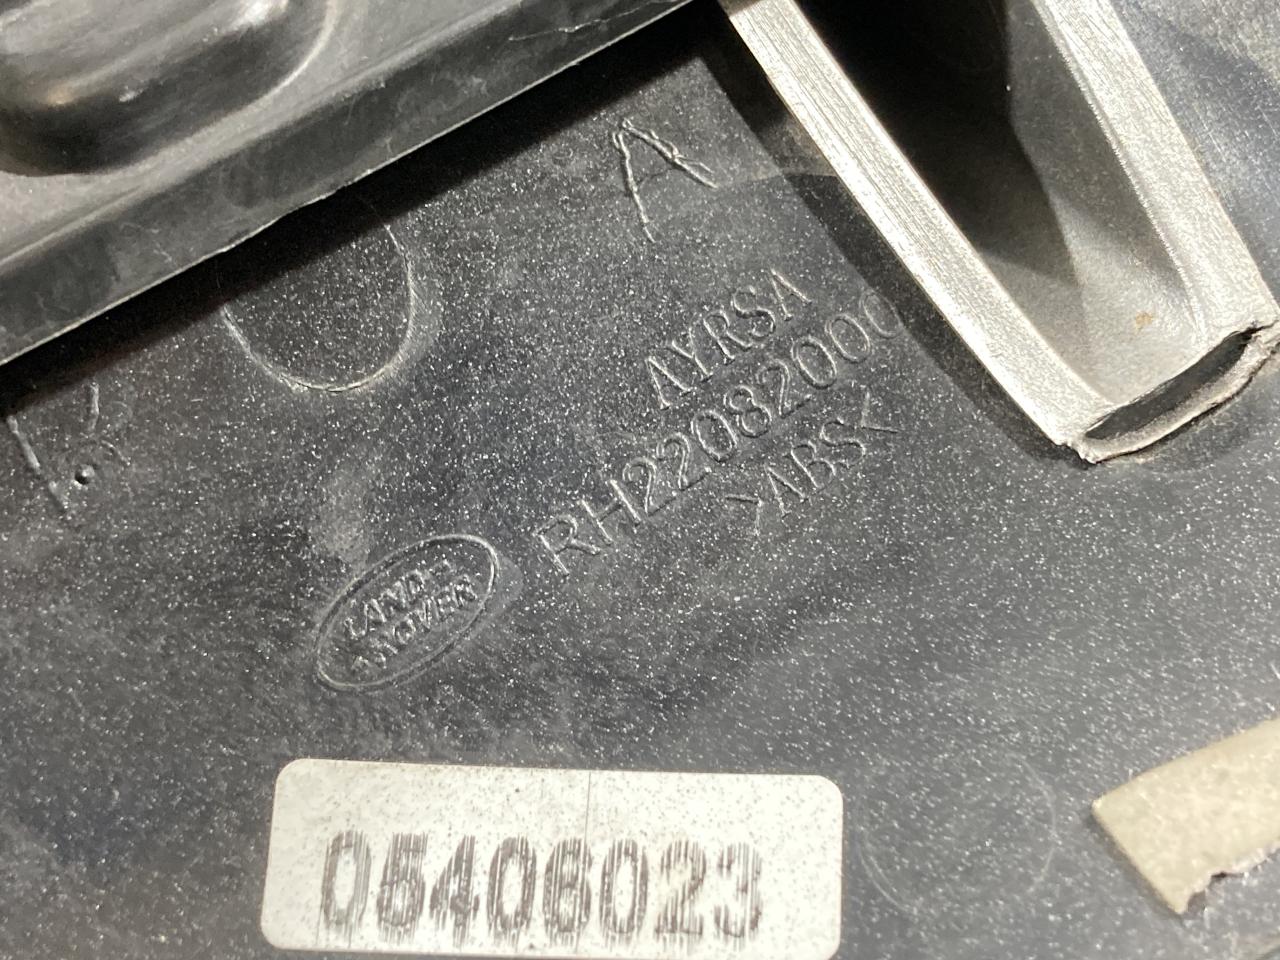 A
AYRSA
RH22082000
>ABS<
LAND-
ROVER
05406023